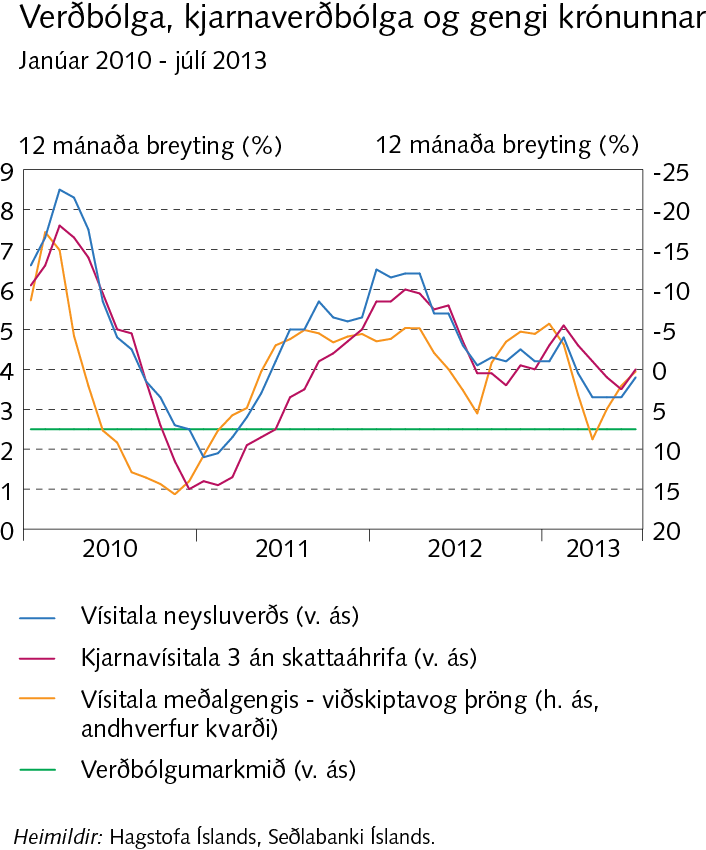 Verðbólga, kjarnaverðbólga og gengi krónunnar
Janúar 2010 - júlí 2013
12 mánaða breyting (%)
12 mánaða breyting (%)
9
8
7
6
5
4
3
2
1
0
-25
-20
-15
-10
-5
0
5
10
15
20
2010
2011
2012
2013
Vísitala neysluverðs (v. ás)
Kjarnavísitala 3 án skattaáhrifa (v. ás)
Vísitala meðalgengis - viðskiptavog þröng (h. ás,
andhverfur kvarði)
Verðbólgumarkmið (v. ás)
Heimildir: Hagstofa Íslands, Seðlabanki Íslands.